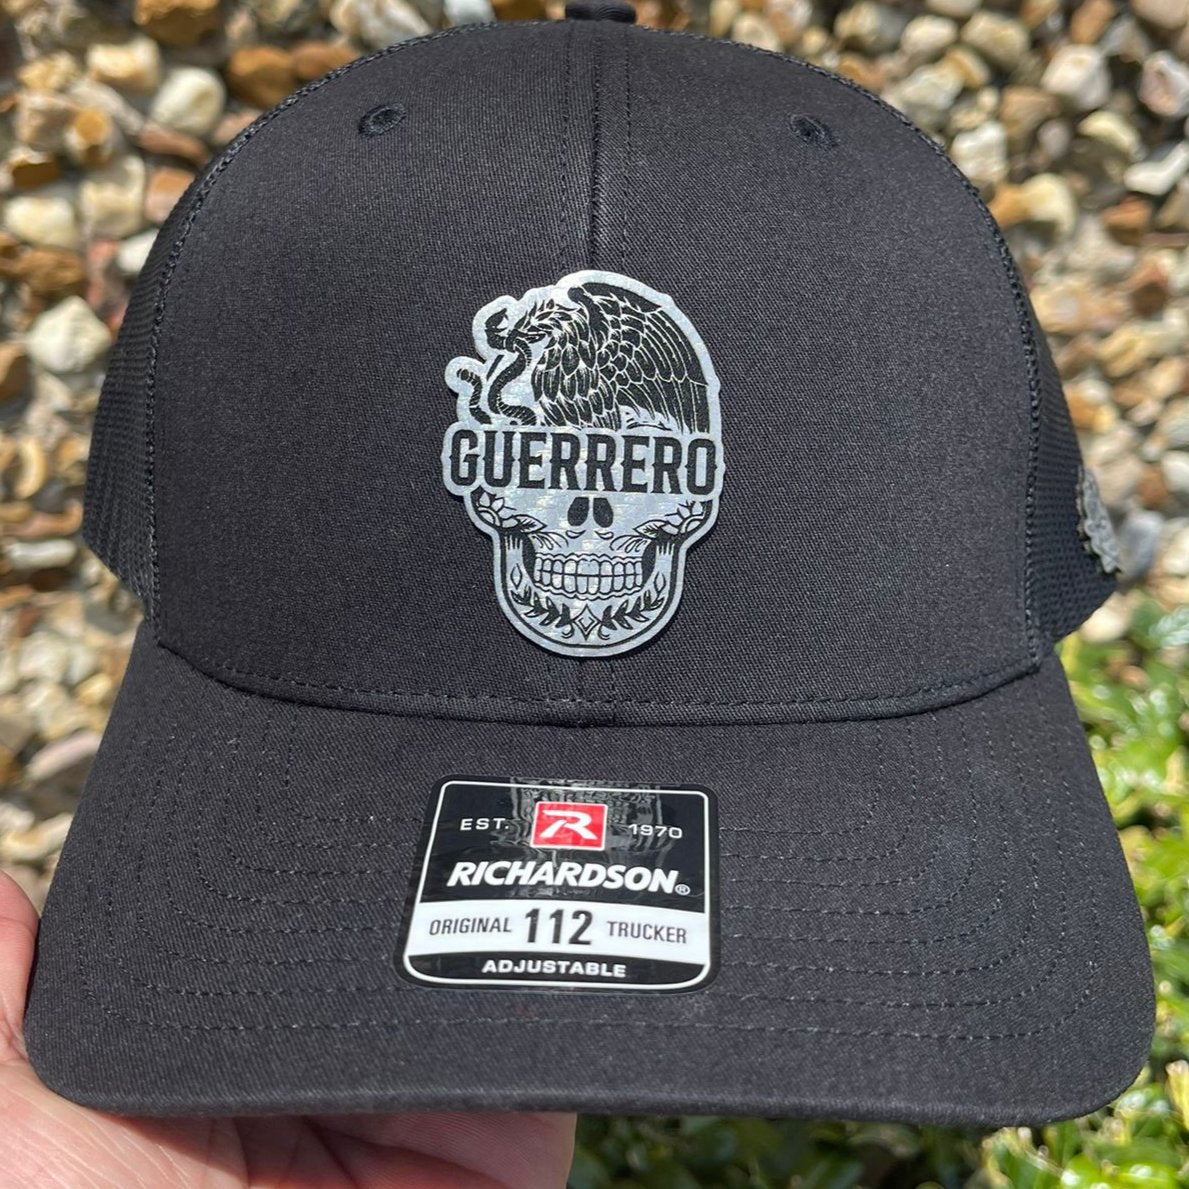 GUERRERO
EST. R 1970
RICHARDSON®
ORIGINAL 112 TRUCKER
ADJUSTABLE